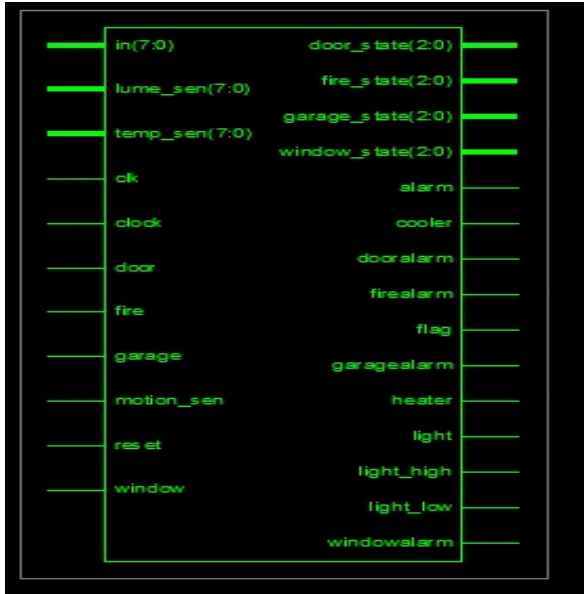 in(7:0)
lume_sen(7:0)
temp_sen(7:0)
clk
clock
door
fire
garage
motion_sen
reset
window
door_state(2:0)
fire_state(2:0)
garage_state(2:0)
window_state(2:0)
alarm
cooler
dooralarm
firealarm
flag
garagealarm
heater
light
light_high
light_low
windowalarm